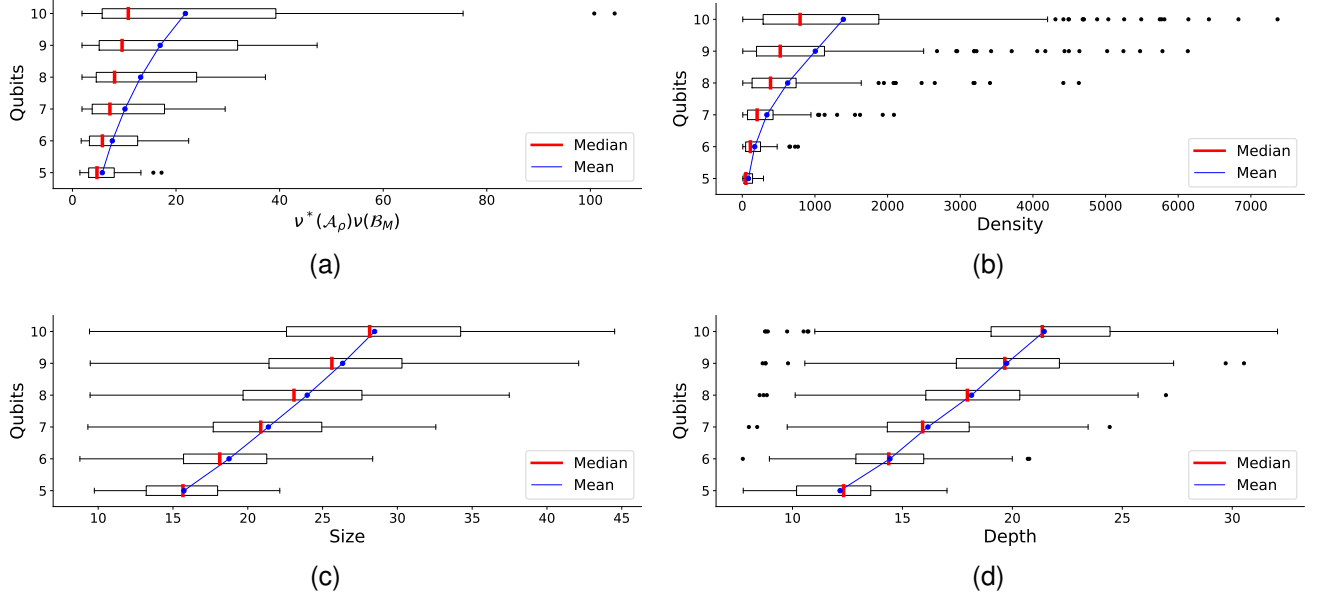 10
9
8
7
6
5
Qubits
Median
Mean
0 20 40 60 80 100
ν*(𝒜ρ)ν(ℬM)
(a)
10
9
8
7
6
5
Qubits
Median
Mean
0 1000 2000 3000 4000 5000 6000 7000
Density
(b)
10
9
8
7
6
5
Qubits
Median
Mean
10 15 20 25 30 35 40 45
Size
(c)
10
9
8
7
6
5
Qubits
Median
Mean
10 15 20 25 30
Depth
(d)